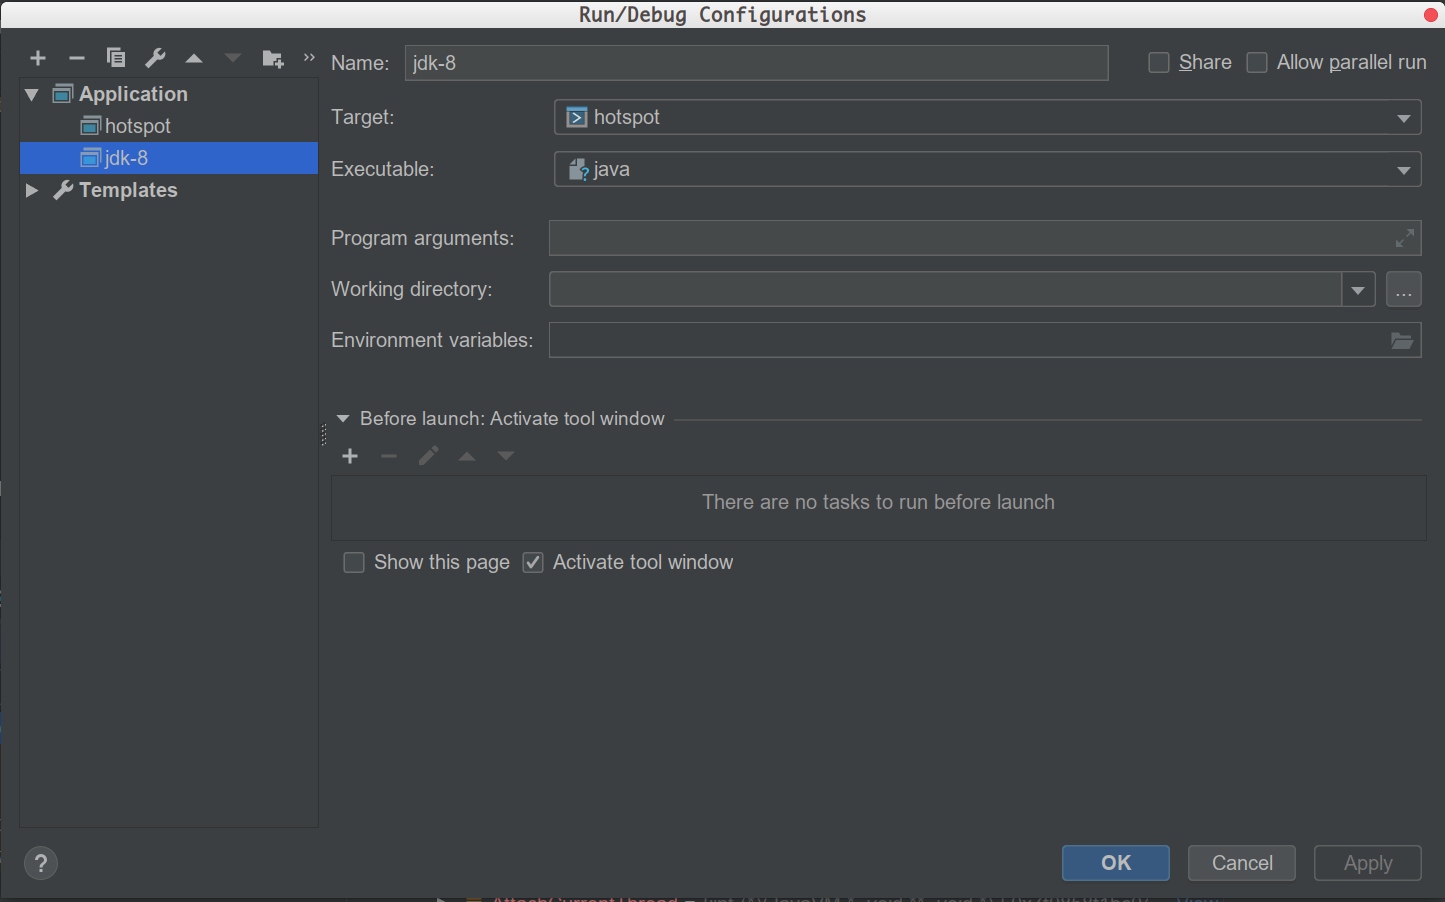 Run/Debug Configurations
Name: jdk-8 Share Allow parallel run
Application
hotspot
jdk-8
Templates
Target: hotspot
Executable: java
Program arguments:
Working directory: ...
Environment variables:
Before launch: Activate tool window
There are no tasks to run before launch
Show this page Activate tool window
? OK Cancel Apply